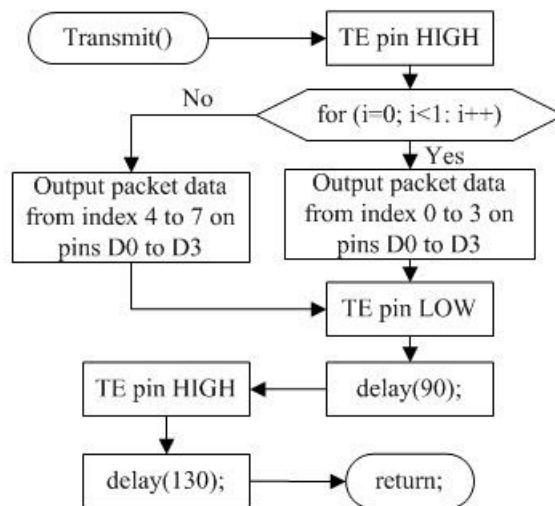 Transmit()
TE pin HIGH
for (i=0; i<1: i++)
No
Yes
Output packet data
from index 4 to 7 on
pins D0 to D3
Output packet data
from index 0 to 3 on
pins D0 to D3
TE pin LOW
delay(90);
TE pin HIGH
delay(130);
return;